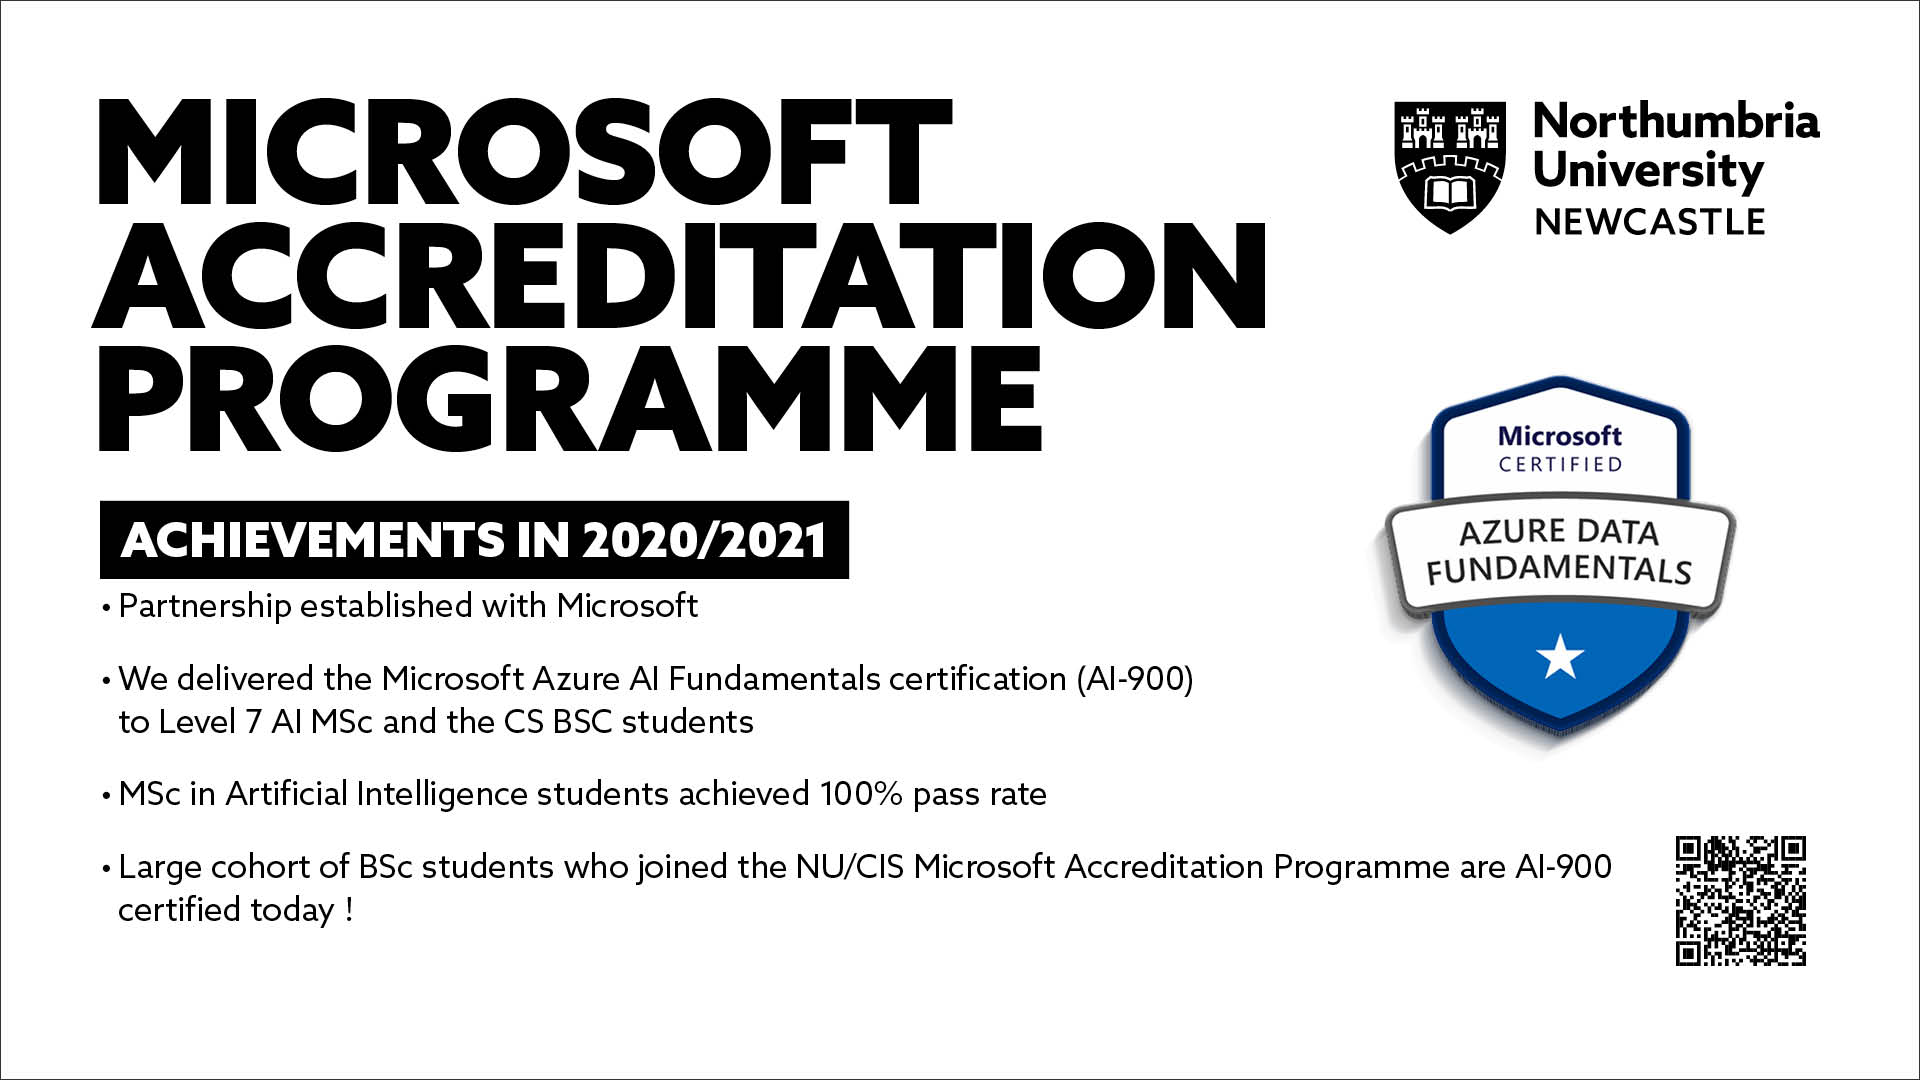 MICROSOFT
ACCREDITATION
PROGRAMME
Northumbria
University
NEWCASTLE
Microsoft
CERTIFIED
AZURE DATA
FUNDAMENTALS
ACHIEVEMENTS IN 2020/2021
• Partnership established with Microsoft
• We delivered the Microsoft Azure AI Fundamentals certification (AI-900)
to Level 7 AI MSc and the CS BSC students
• MSc in Artificial Intelligence students achieved 100% pass rate
• Large cohort of BSc students who joined the NU/CIS Microsoft Accreditation Programme are AI-900
certified today !